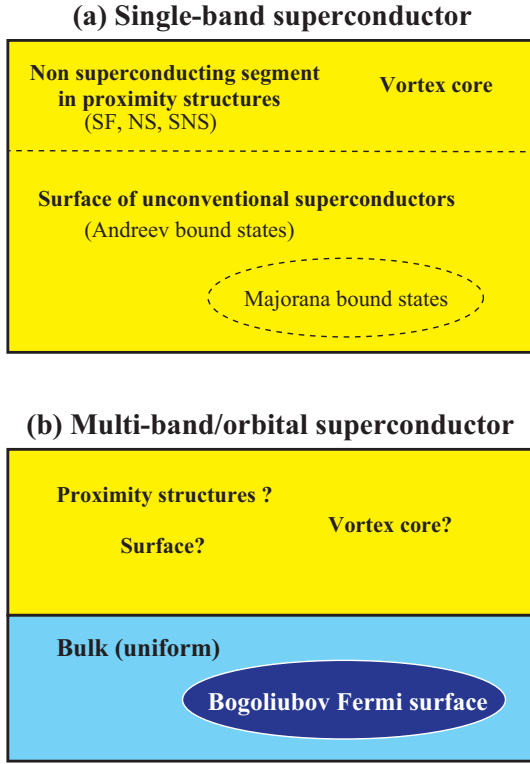 (a) Single-band superconductor
Non superconducting segment
in proximity structures
(SF, NS, SNS)
Vortex core
Surface of unconventional superconductors
(Andreev bound states)
Majorana bound states
(b) Multi-band/orbital superconductor
Proximity structures ?
Vortex core?
Surface?
Bulk (uniform)
Bogoliubov Fermi surface